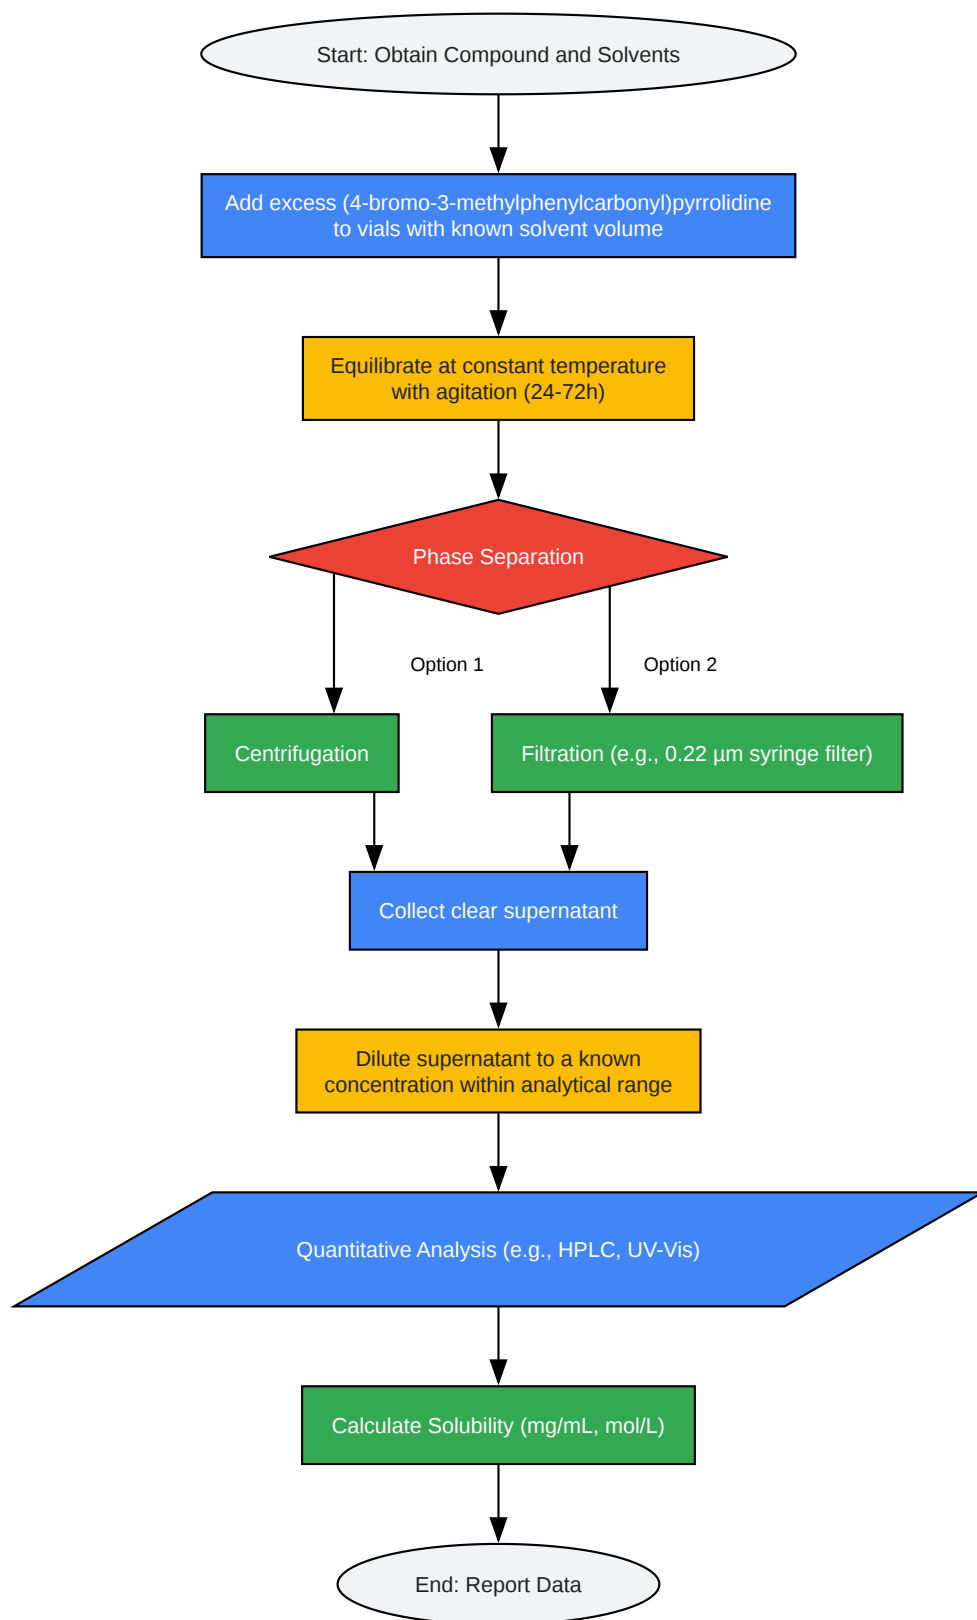 Start: Obtain Compound and Solvents
Add excess (4-bromo-3-methylphenylcarbonyl)pyrrolidine
to vials with known solvent volume
Equilibrate at constant temperature
with agitation (24-72h)
Phase Separation
Option 1
Option 2
Centrifugation
Filtration (e.g., 0.22 µm syringe filter)
Collect clear supernatant
Dilute supernatant to a known
concentration within analytical range
Quantitative Analysis (e.g., HPLC, UV-Vis)
Calculate Solubility (mg/mL, mol/L)
End: Report Data